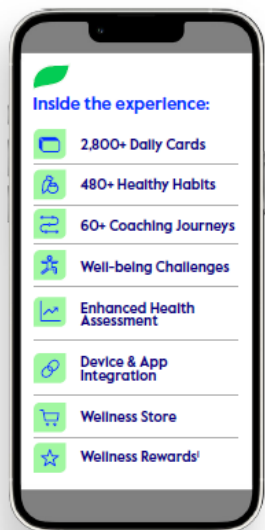 Inside the experience:
2,800+ Daily Cards
480+ Healthy Habits
60+ Coaching Journeys
Well-being Challenges
Enhanced Health
Assessment
Device & App
Integration
Wellness Store
Wellness Rewards¹